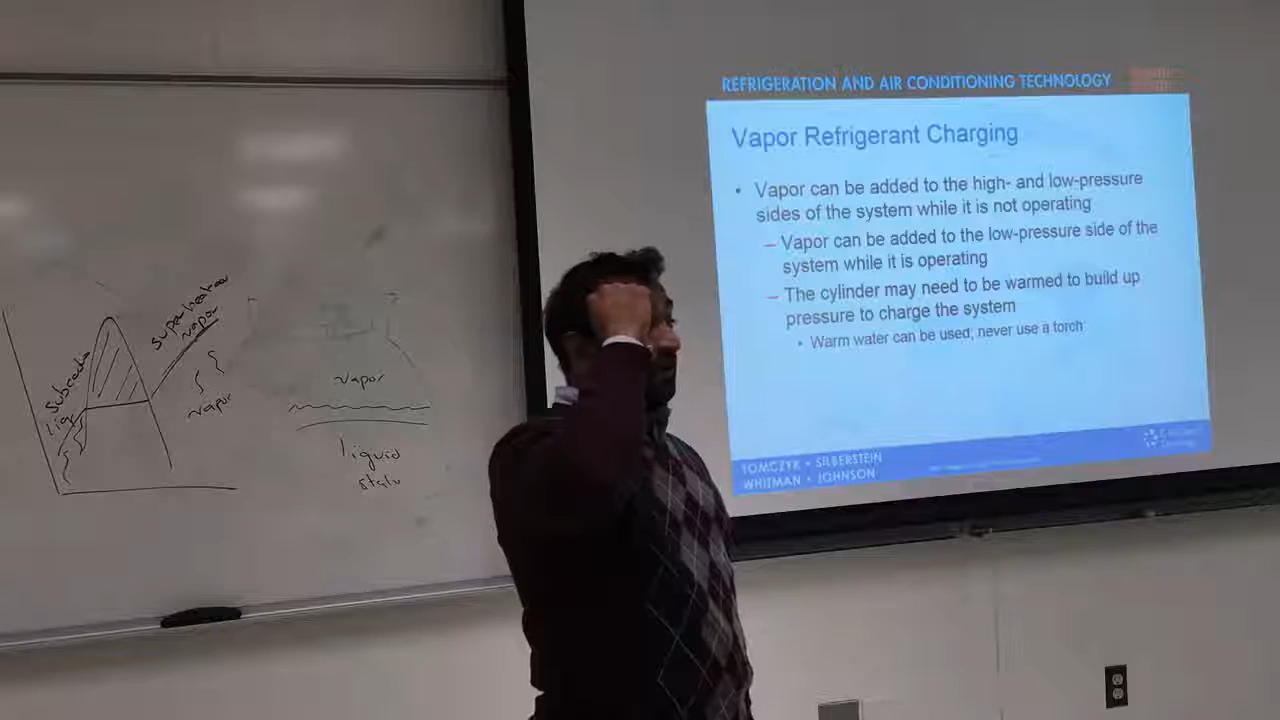 REFRIGERATION AND AIR CONDITIONING TECHNOLOGY
Vapor Refrigerant Charging
• Vapor can be added to the high- and low-pressure
sides of the system while it is not operating
– Vapor can be added to the low-pressure side of the
system while it is operating
– The cylinder may need to be warmed to build up
pressure to charge the system
• Warm water can be used; never use a torch
TOMCZYK • SILBERSTEIN
WHITMAN • JOHNSON
superheated
vapor
vapor
vapor
liquid